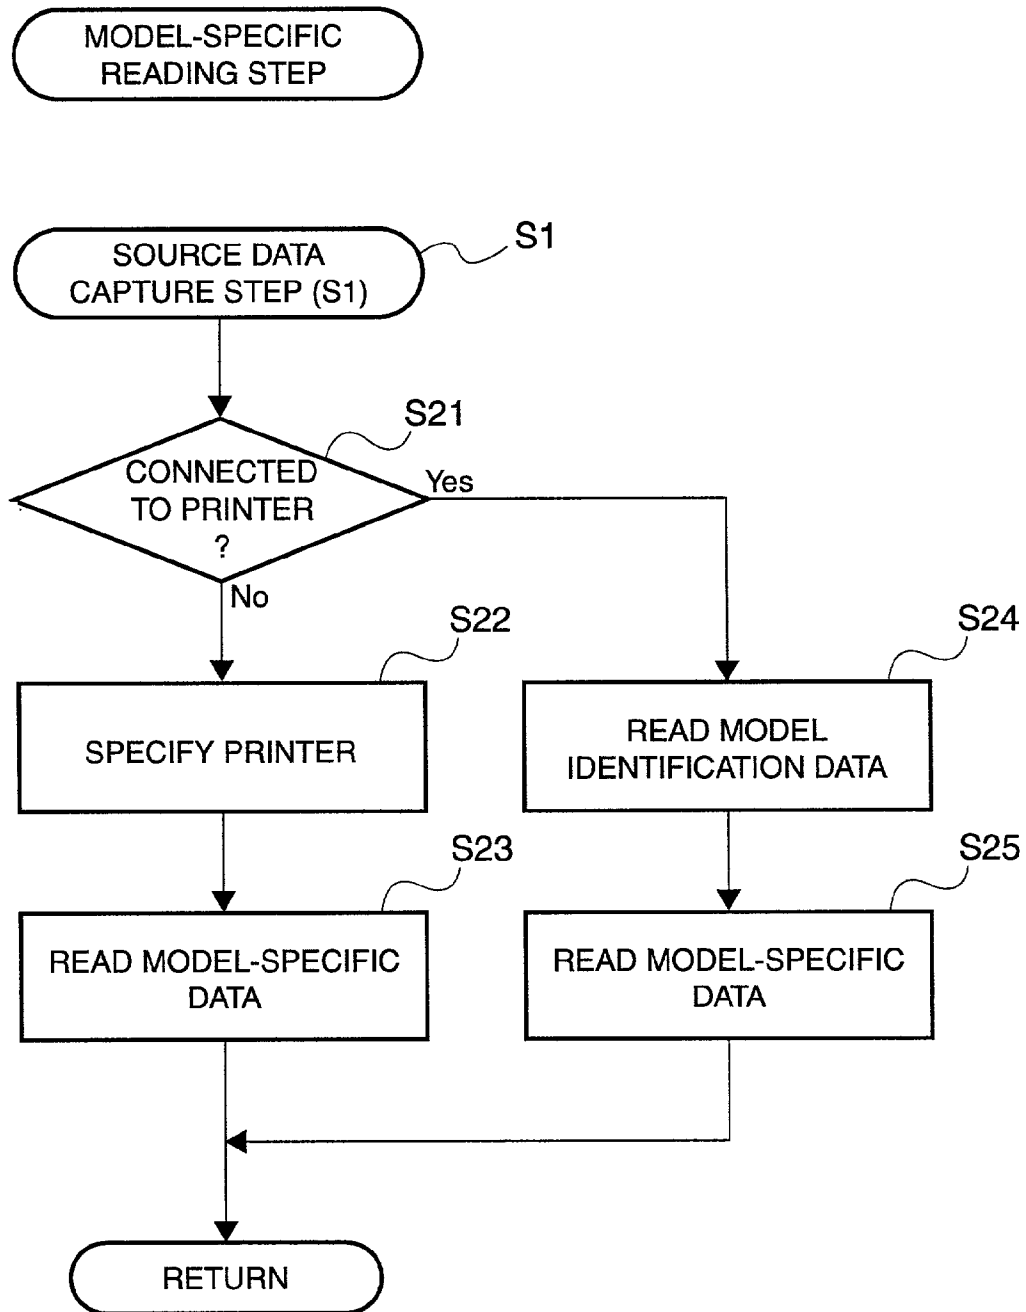 MODEL-SPECIFIC
READING STEP
SOURCE DATA
CAPTURE STEP (S1)
S1
S21
CONNECTED
TO PRINTER
?
Yes
No
S22
SPECIFY PRINTER
S24
READ MODEL
IDENTIFICATION DATA
S23
READ MODEL-SPECIFIC
DATA
S25
READ MODEL-SPECIFIC
DATA
RETURN